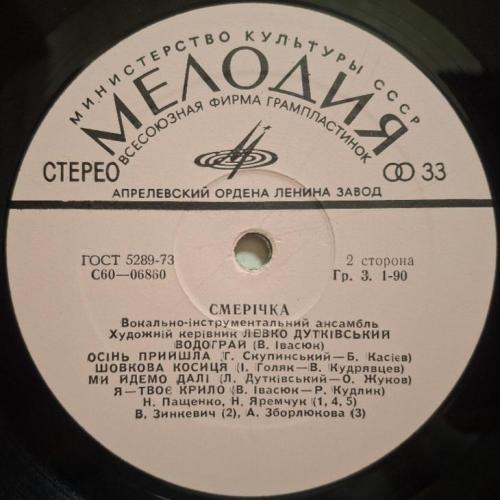 МИНИСТЕРСТВО КУЛЬТУРЫ СССР
МЕЛОДИЯ
ВСЕСОЮЗНАЯ ФИРМА ГРАМПЛАСТИНОК
СТЕРЕО 33
АПРЕЛЕВСКИЙ ОРДЕНА ЛЕНИНА ЗАВОД
ГОСТ 5289-73 2 сторона
С60—06860 Гр. 3. 1-90
СМЕРІЧКА
Вокально-інструментальний ансамбль
Художній керівник ЛЕВКО ДУТКІВСЬКИЙ
ВОДОГРАЙ (В. Івасюк)
ОСІНЬ ПРИЙШЛА (Г. Скупинський—Б. Касієв)
ШОВКОВА КОСИЦЯ (І. Голяк—В. Кудрявцев)
МИ ЙДЕМО ДАЛІ (Л. Дутківський—О. Жуков)
Я—ТВОЄ КРИЛО (В. Івасюк—Р. Кудлик)
Н. Пащенко, Н. Яремчук (1, 4, 5)
В. Зинкевич (2), А. Зборлюкова (3)